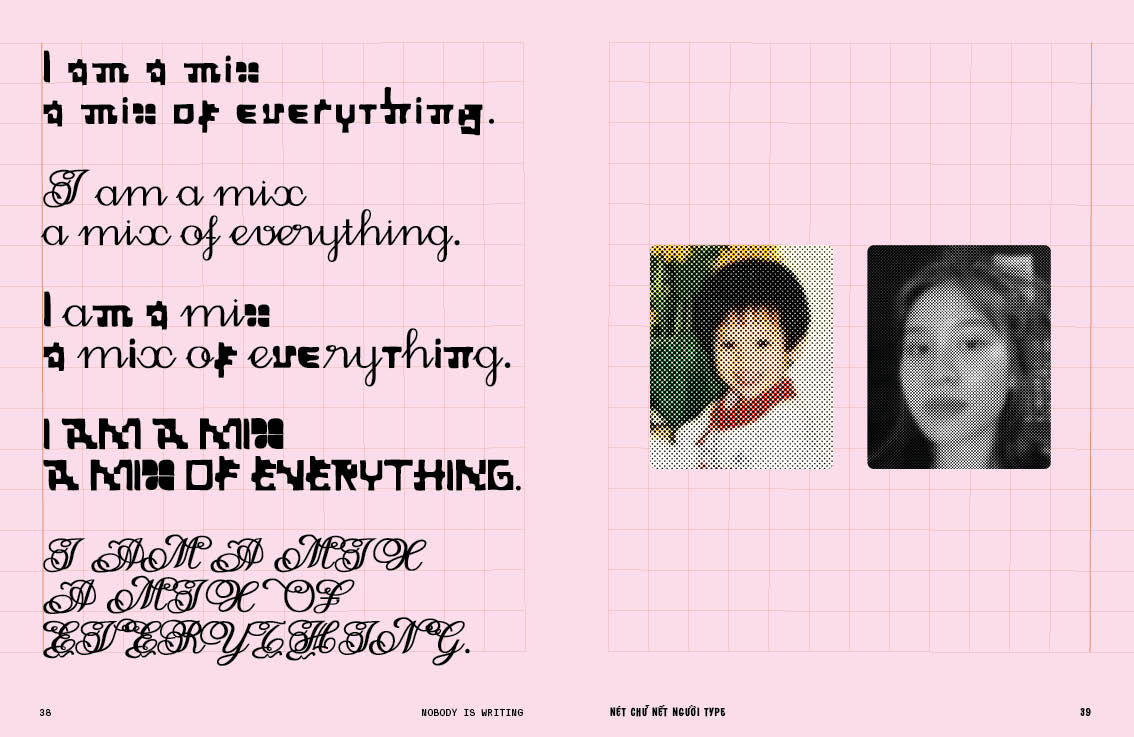 I am a mix
a mix of everything.
I am a mix
a mix of everything.
I am a mix
a mix of everything.
I AM A MIX
A MIX OF EVERYTHING.
I AM A MIX
A MIX OF
EVERYTHING.
38
NOBODY IS WRITING
NÉT CHỮ NẾT NGƯỜI TYPE
39